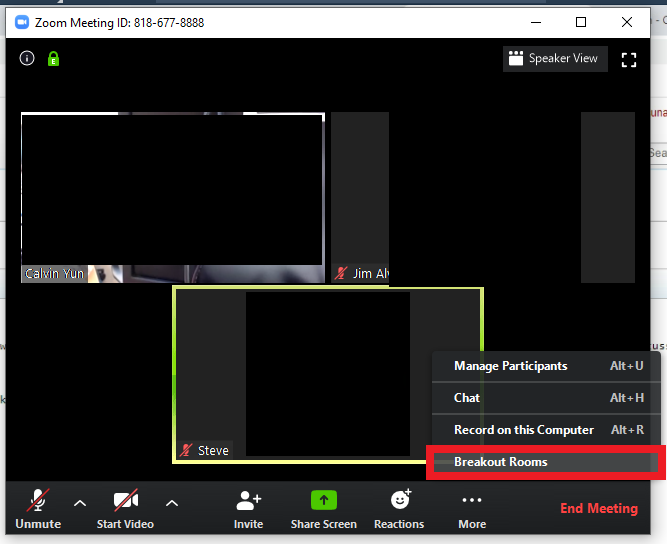 Zoom Meeting ID: 818-677-8888
Speaker View
Calvin Yun
Jim
Steve
Manage Participants Alt+U
Chat Alt+H
Record on this Computer Alt+R
Breakout Rooms
Unmute
Start Video
Invite
Share Screen
Reactions
More
End Meeting